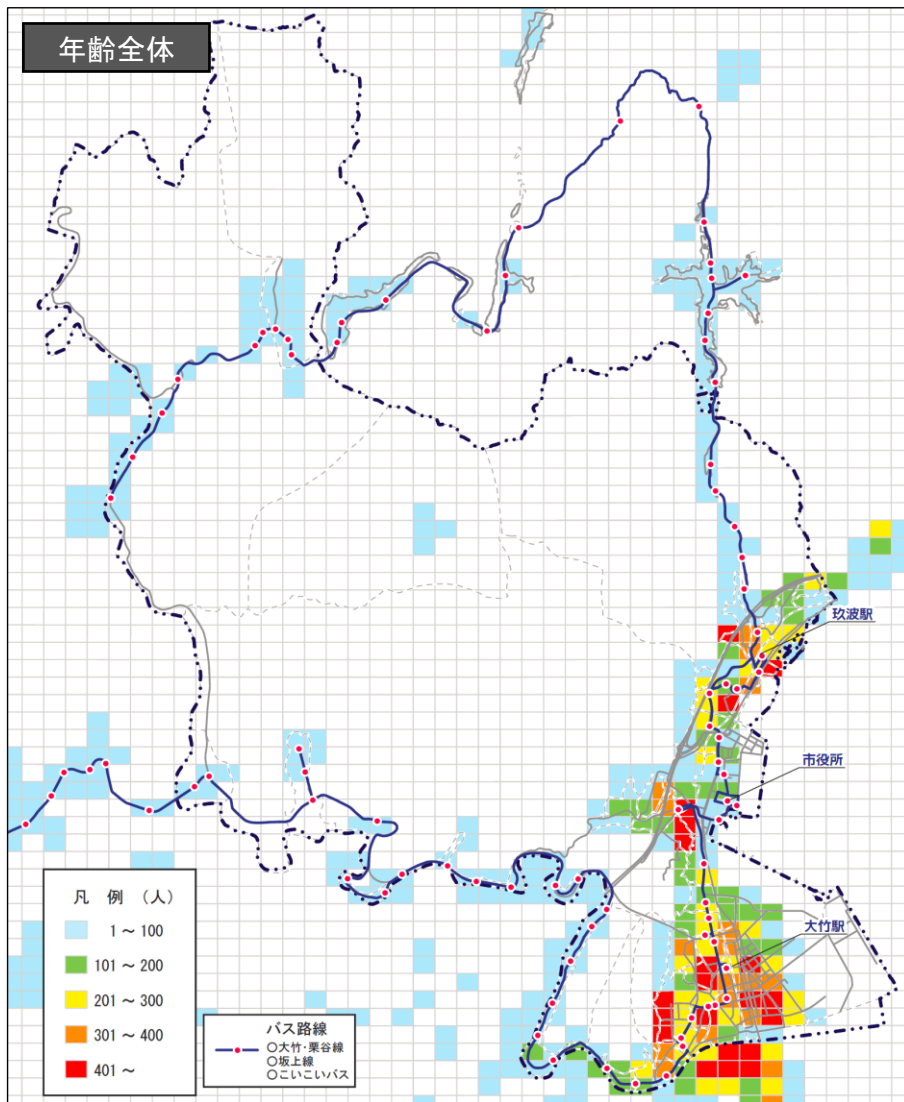 年齢全体
玖波駅
市役所
大竹駅
凡 例 (人)
1 ~ 100
101 ~ 200
201 ~ 300
301 ~ 400
401 ~
バス路線
○大竹・栗谷線
○坂上線
○こいこいバス